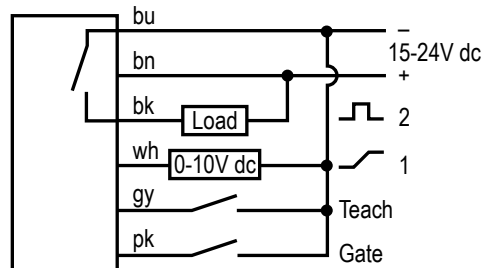 bu –
15-24V dc
bn +
bk Load 2
wh 0-10V dc 1
gy Teach
pk Gate